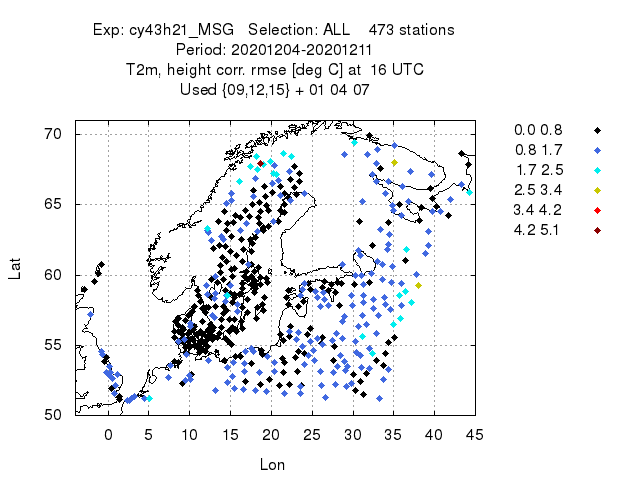 Exp: cy43h21_MSG   Selection: ALL    473 stations
Period: 20201204-20201211
T2m, height corr. rmse [deg C] at  16 UTC
Used {09,12,15} + 01 04 07
0.0 0.8
0.8 1.7
1.7 2.5
2.5 3.4
3.4 4.2
4.2 5.1
70
65
60
55
50
Lat
0 5 10 15 20 25 30 35 40 45
Lon